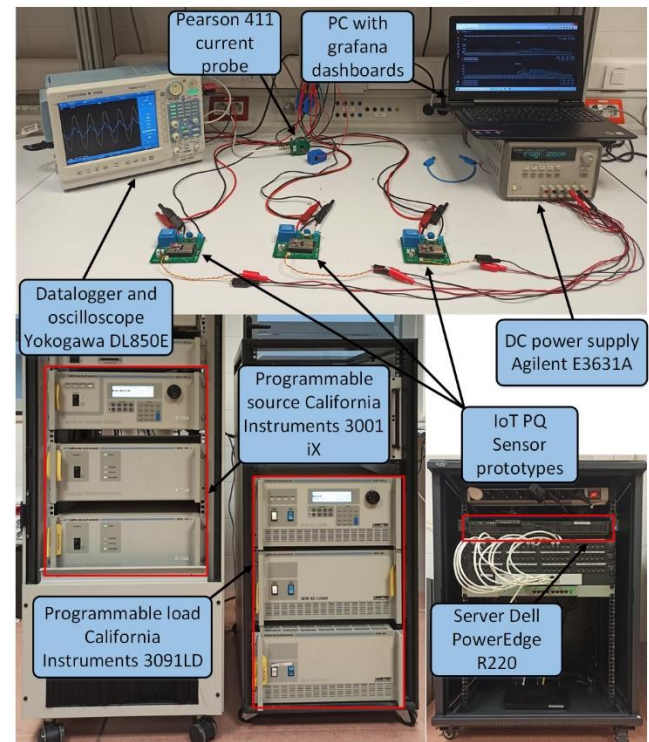 Pearson 411
current
probe
PC with
grafana
dashboards
YOKOGAWA
Datalogger and
oscilloscope
Yokogawa DL850E
DC power supply
Agilent E3631A
Programmable
source California
Instruments 3001
iX
IoT PQ
Sensor
prototypes
Programmable load
California
Instruments 3091LD
Server Dell
PowerEdge
R220